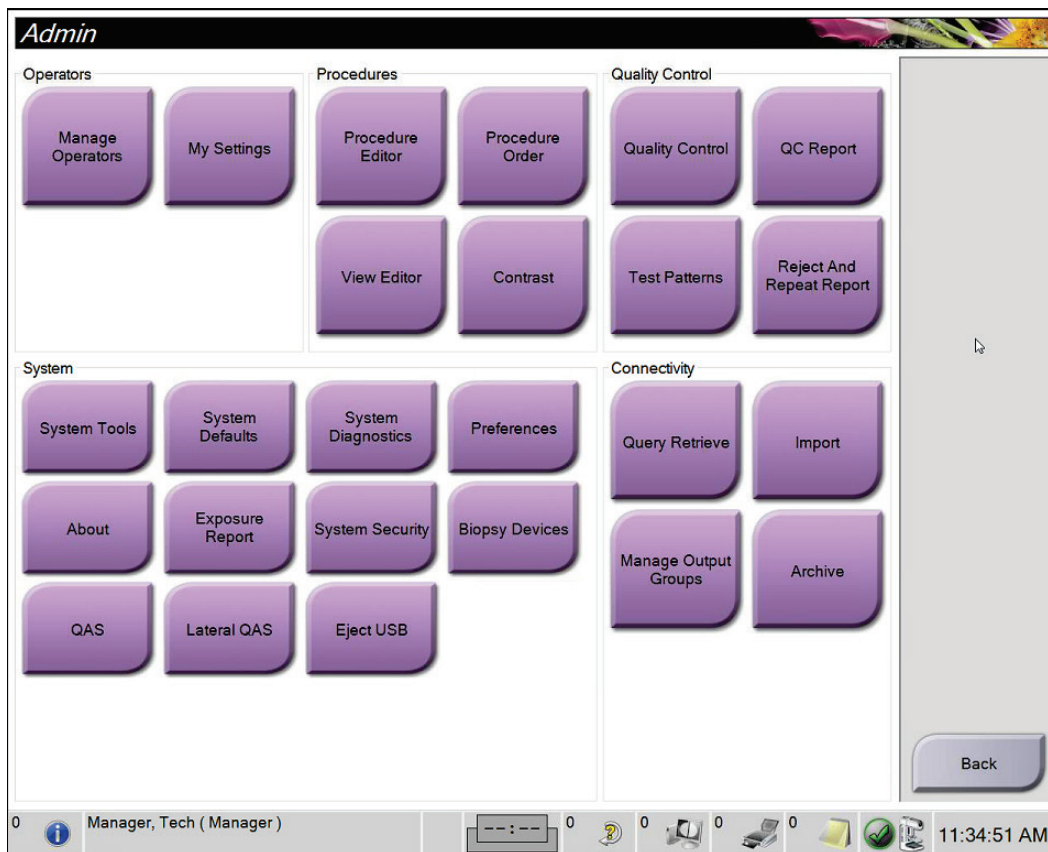 Admin
Operators
Manage
Operators
My Settings
Procedures
Procedure
Editor
Procedure
Order
View Editor
Contrast
Quality Control
Quality Control
QC Report
Test Patterns
Reject And
Repeat Report
System
System Tools
System
Defaults
System
Diagnostics
Preferences
About
Exposure
Report
System Security
Biopsy Devices
QAS
Lateral QAS
Eject USB
Connectivity
Query Retrieve
Import
Manage Output
Groups
Archive
Back
0
Manager, Tech ( Manager )
--:--
0
0
0
0
11:34:51 AM